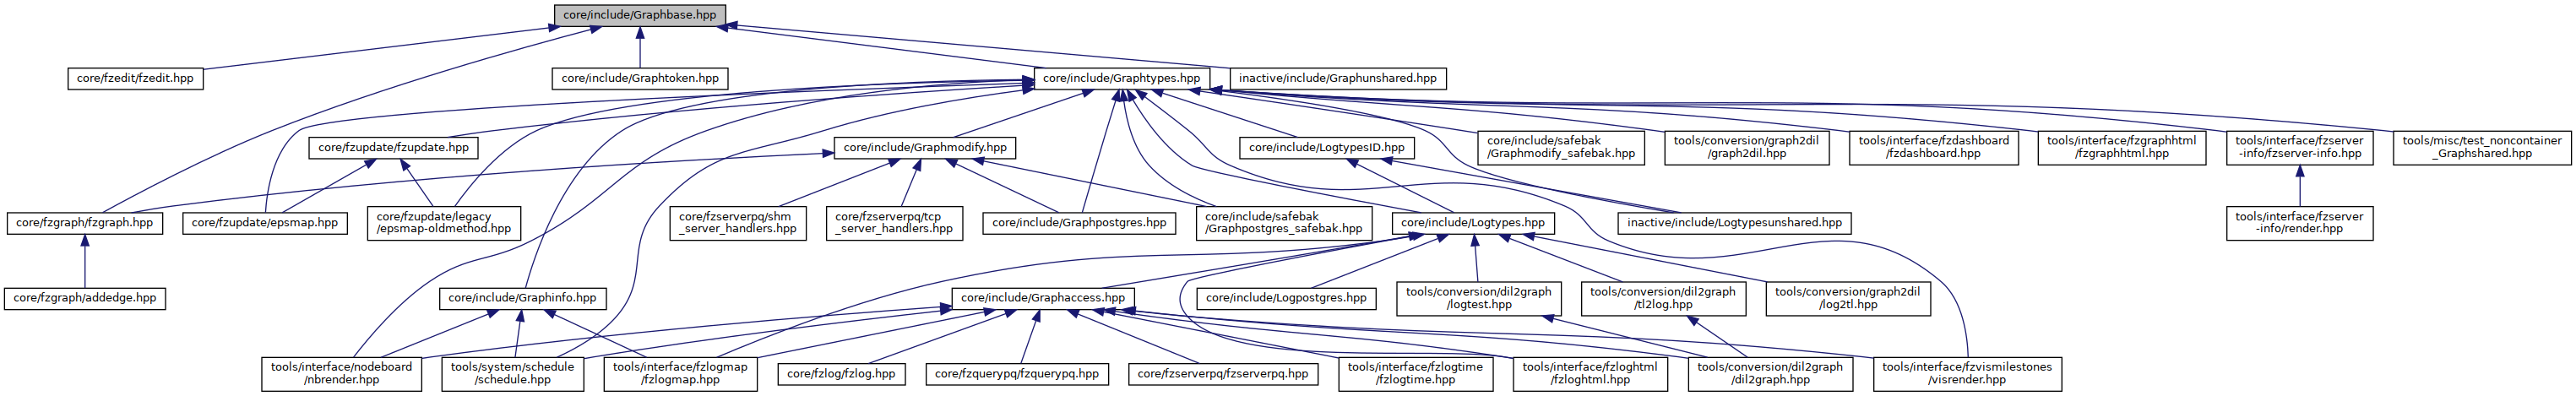 core/include/Graphbase.hpp
core/fzedit/fzedit.hpp
core/include/Graphtoken.hpp
core/include/Graphtypes.hpp
inactive/include/Graphunshared.hpp
core/fzupdate/fzupdate.hpp
core/include/Graphmodify.hpp
core/include/LogtypesID.hpp
core/include/safebak
/Graphmodify_safebak.hpp
tools/conversion/graph2dil
/graph2dil.hpp
tools/interface/fzdashboard
/fzdashboard.hpp
tools/interface/fzgraphhtml
/fzgraphhtml.hpp
tools/interface/fzserver
-info/fzserver-info.hpp
tools/misc/test_noncontainer
_Graphshared.hpp
core/fzgraph/fzgraph.hpp
core/fzupdate/epsmap.hpp
core/fzupdate/legacy
/epsmap-oldmethod.hpp
core/fzserverpq/shm
_server_handlers.hpp
core/fzserverpq/tcp
_server_handlers.hpp
core/include/Graphpostgres.hpp
core/include/safebak
/Graphpostgres_safebak.hpp
core/include/Logtypes.hpp
inactive/include/Logtypesunshared.hpp
tools/interface/fzserver
-info/render.hpp
core/fzgraph/addedge.hpp
core/include/Graphinfo.hpp
core/include/Graphaccess.hpp
core/include/Logpostgres.hpp
tools/conversion/dil2graph
/logtest.hpp
tools/conversion/dil2graph
/tl2log.hpp
tools/conversion/graph2dil
/log2tl.hpp
tools/interface/nodeboard
/nbrender.hpp
tools/system/schedule
/schedule.hpp
tools/interface/fzlogmap
/fzlogmap.hpp
core/fzlog/fzlog.hpp
core/fzquerypq/fzquerypq.hpp
core/fzserverpq/fzserverpq.hpp
tools/interface/fzlogtime
/fzlogtime.hpp
tools/interface/fzloghtml
/fzloghtml.hpp
tools/conversion/dil2graph
/dil2graph.hpp
tools/interface/fzvismilestones
/visrender.hpp